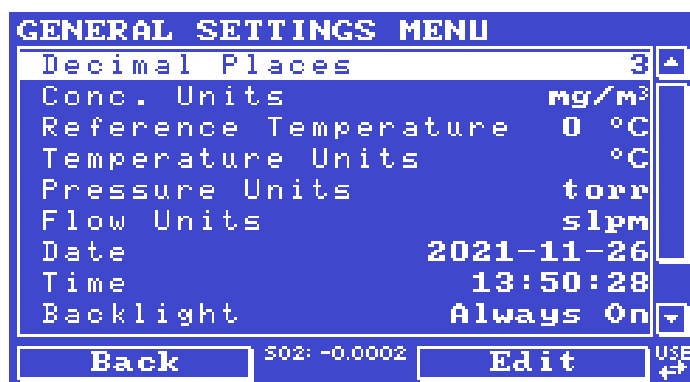 GENERAL SETTINGS MENU
Decimal Places 3
Conc. Units mg/m³
Reference Temperature 0 °C
Temperature Units °C
Pressure Units torr
Flow Units slpm
Date 2021-11-26
Time 13:50:28
Backlight Always On
Back SO2: -0.0002 Edit USB